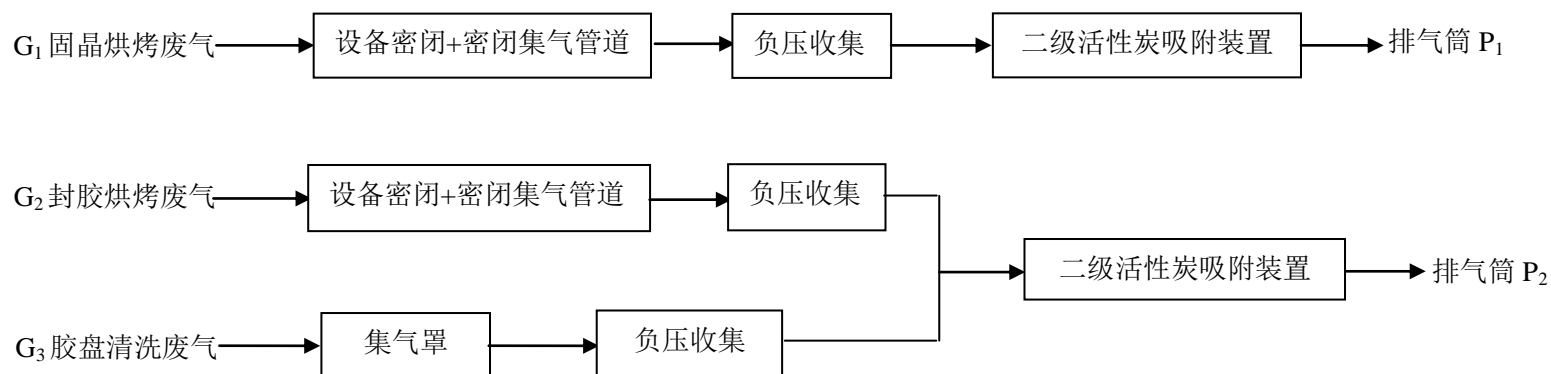 G₁固晶烘烤废气 设备密闭+密闭集气管道 负压收集 二级活性炭吸附装置 排气筒 P₁
G₂封胶烘烤废气 设备密闭+密闭集气管道 负压收集
二级活性炭吸附装置 排气筒 P₂
G₃胶盘清洗废气 集气罩 负压收集